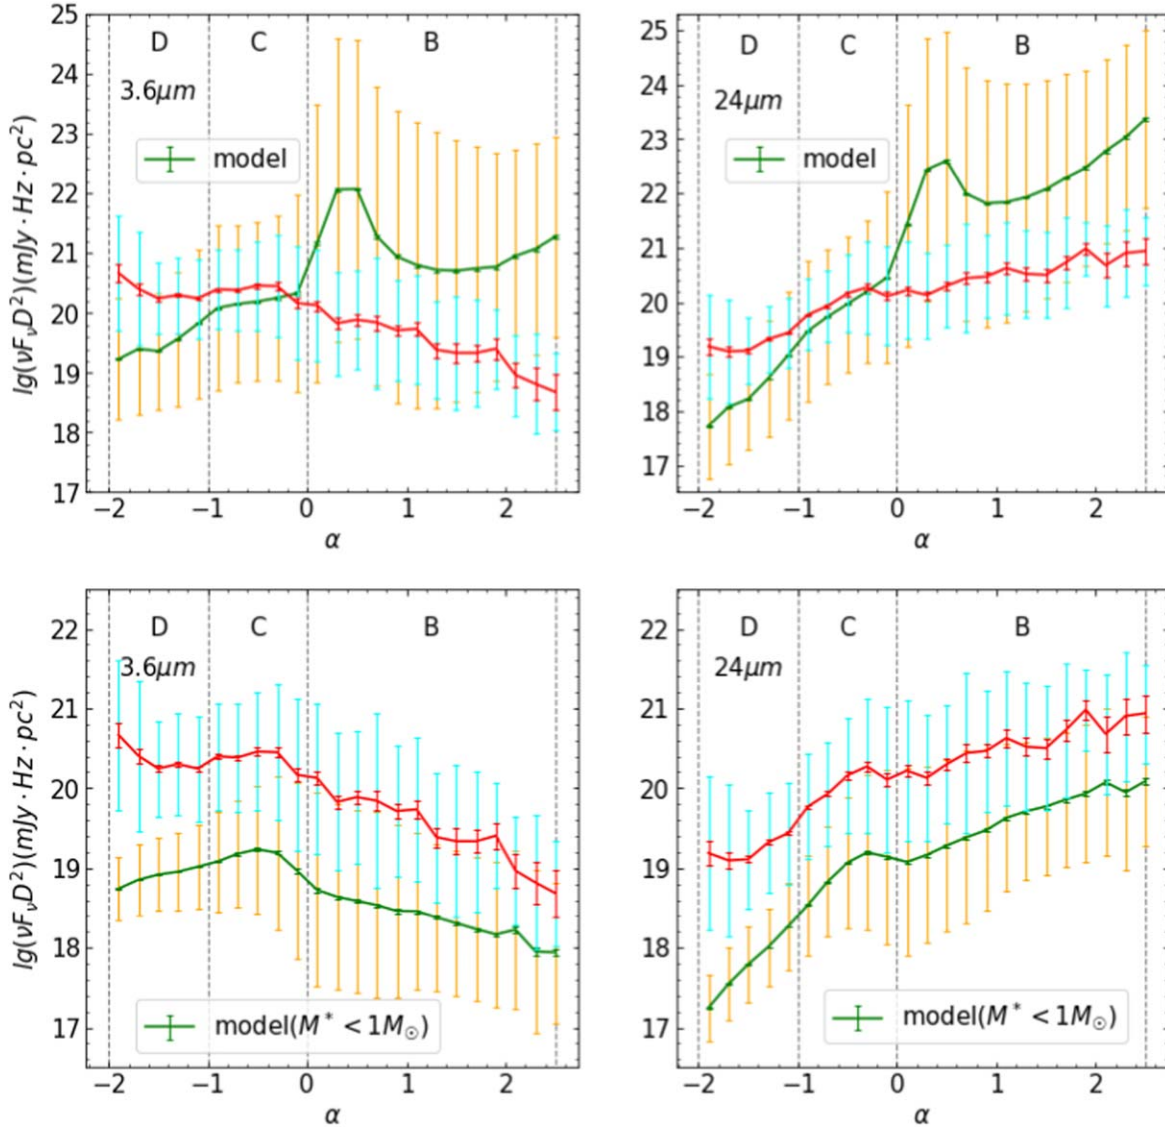 25
24
23
22
21
20
19
18
17
lg(νFνD²)(mJy · Hz · pc²)
D
C
B
3.6μm
model
−2
−1
0
1
2
α
25
24
23
22
21
20
19
18
17
D
C
B
24μm
model
−2
−1
0
1
2
α
22
21
20
19
18
17
lg(νFνD²)(mJy · Hz · pc²)
D
C
B
3.6μm
model(M* < 1M☉)
−2
−1
0
1
2
α
22
21
20
19
18
17
D
C
B
24μm
model(M* < 1M☉)
−2
−1
0
1
2
α